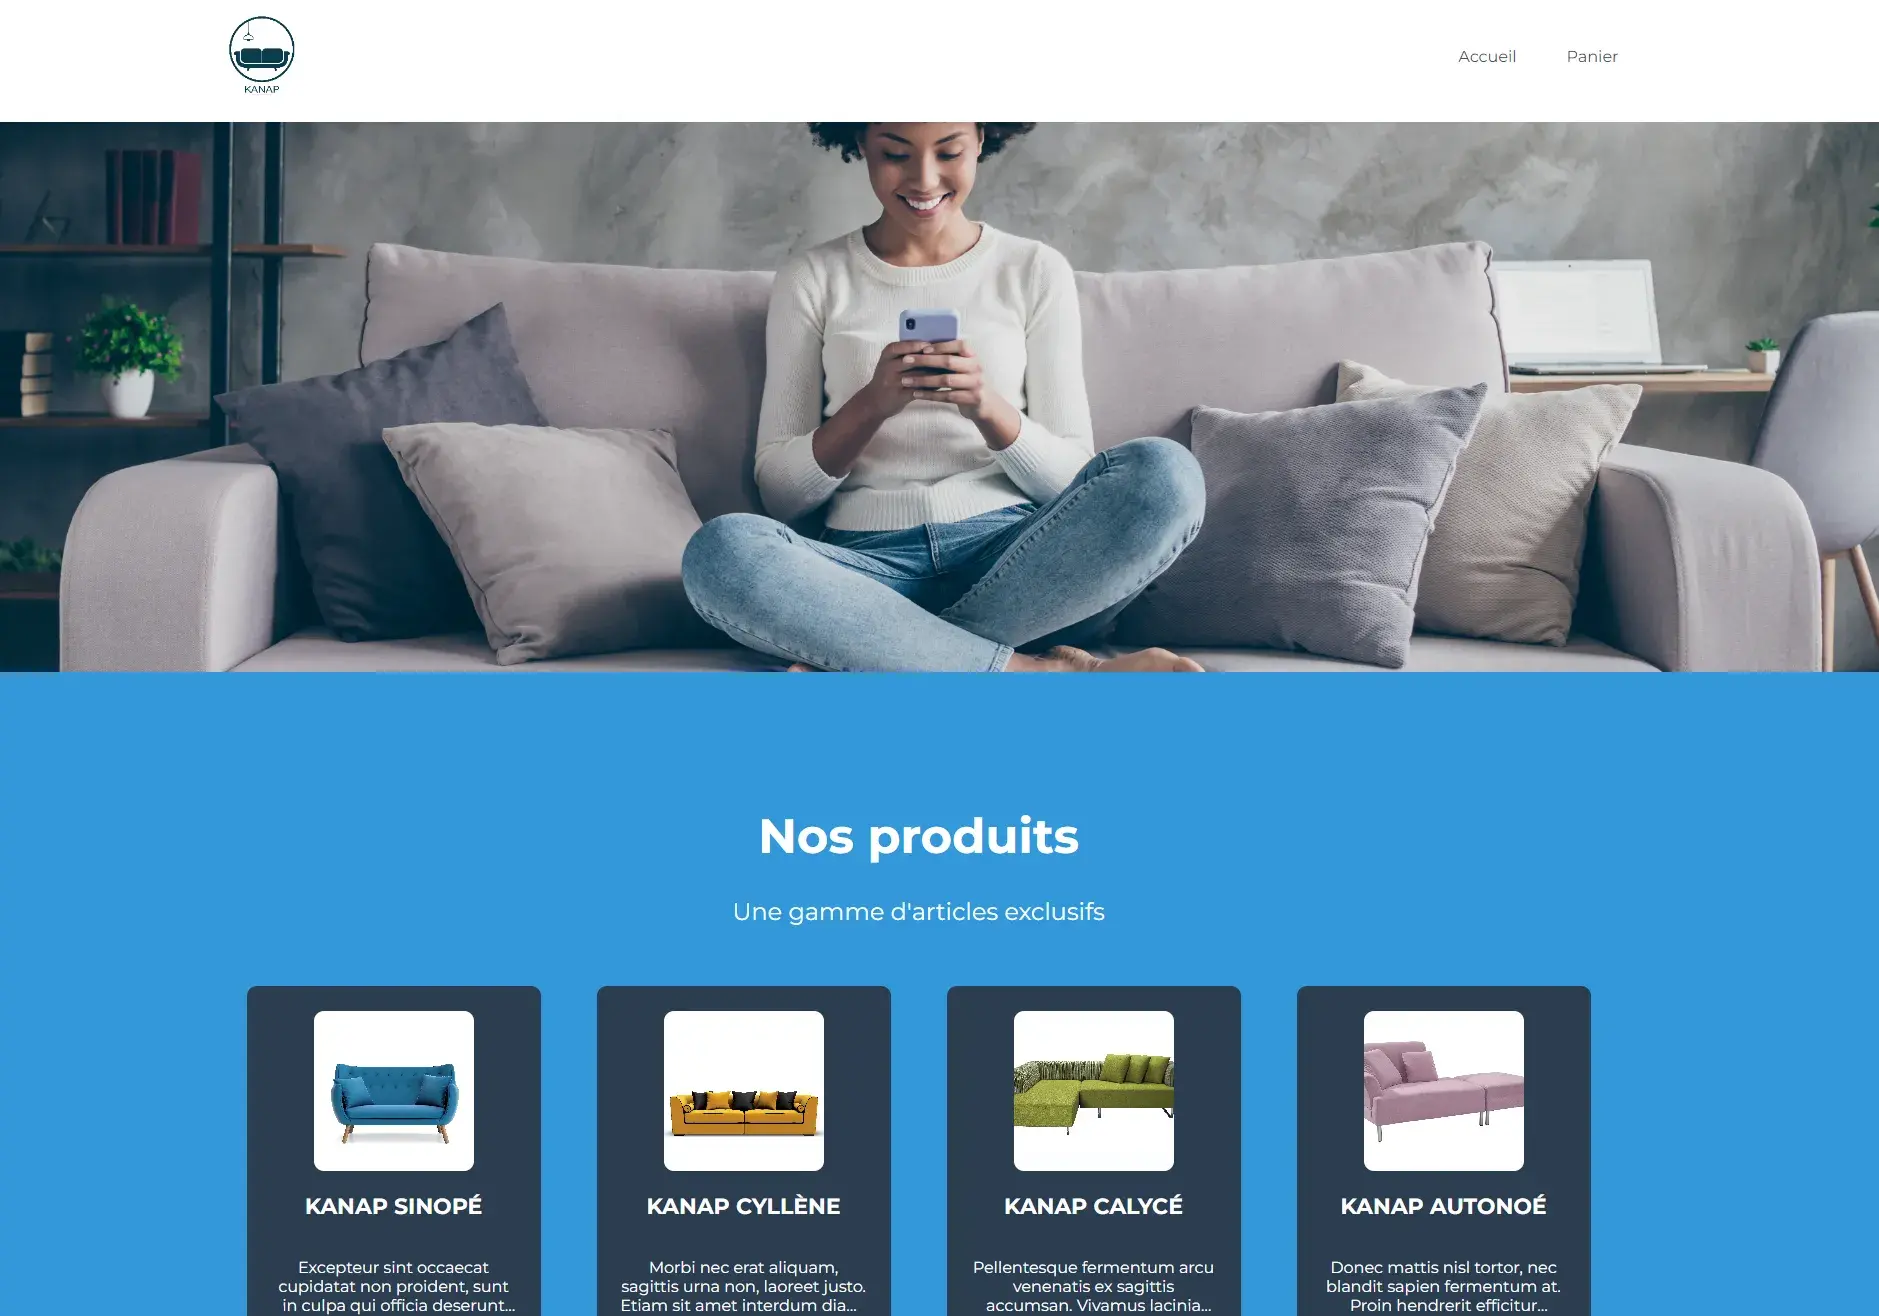 KANAP
Accueil
Panier
Nos produits
Une gamme d'articles exclusifs
KANAP SINOPÉ
Excepteur sint occaecat
cupidatat non proident, sunt
in culpa qui officia deserunt...
KANAP CYLLÈNE
Morbi nec erat aliquam,
sagittis urna non, laoreet justo.
Etiam sit amet interdum dia...
KANAP CALYCÉ
Pellentesque fermentum arcu
venenatis ex sagittis
accumsan. Vivamus lacinia...
KANAP AUTONOÉ
Donec mattis nisl tortor, nec
blandit sapien fermentum at.
Proin hendrerit efficitur...